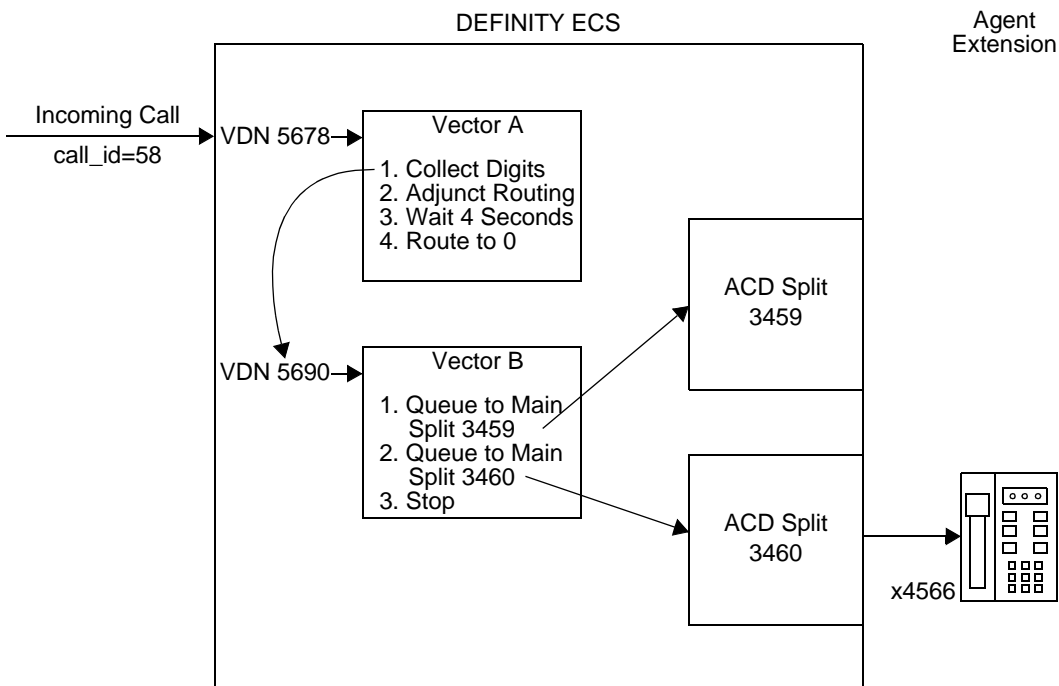 DEFINITY ECS
Agent
Extension
Incoming Call
call_id=58
VDN 5678
Vector A
1. Collect Digits
2. Adjunct Routing
3. Wait 4 Seconds
4. Route to 0
ACD Split
3459
VDN 5690
Vector B
1. Queue to Main
Split 3459
2. Queue to Main
Split 3460
3. Stop
ACD Split
3460
x4566